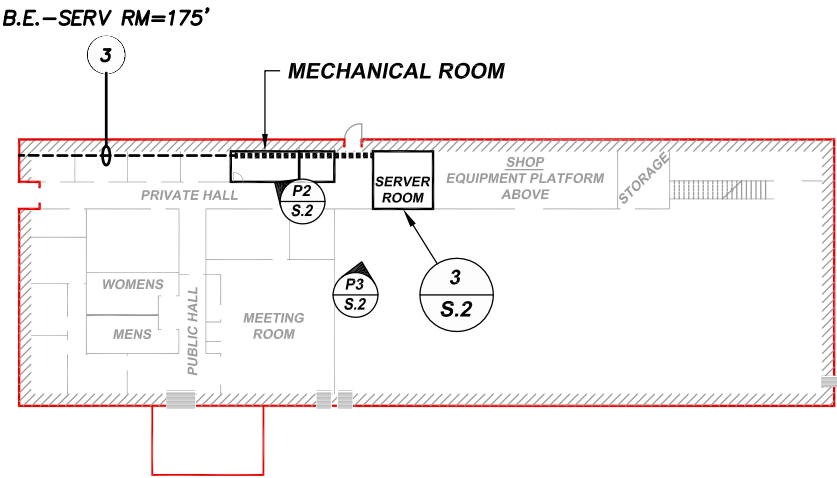 B.E.-SERV RM=175'
3
MECHANICAL ROOM
SHOP
EQUIPMENT PLATFORM
ABOVE
STORAGE
SERVER
ROOM
PRIVATE HALL
P2
S.2
P3
S.2
3
S.2
WOMENS
MENS
PUBLIC HALL
MEETING
ROOM